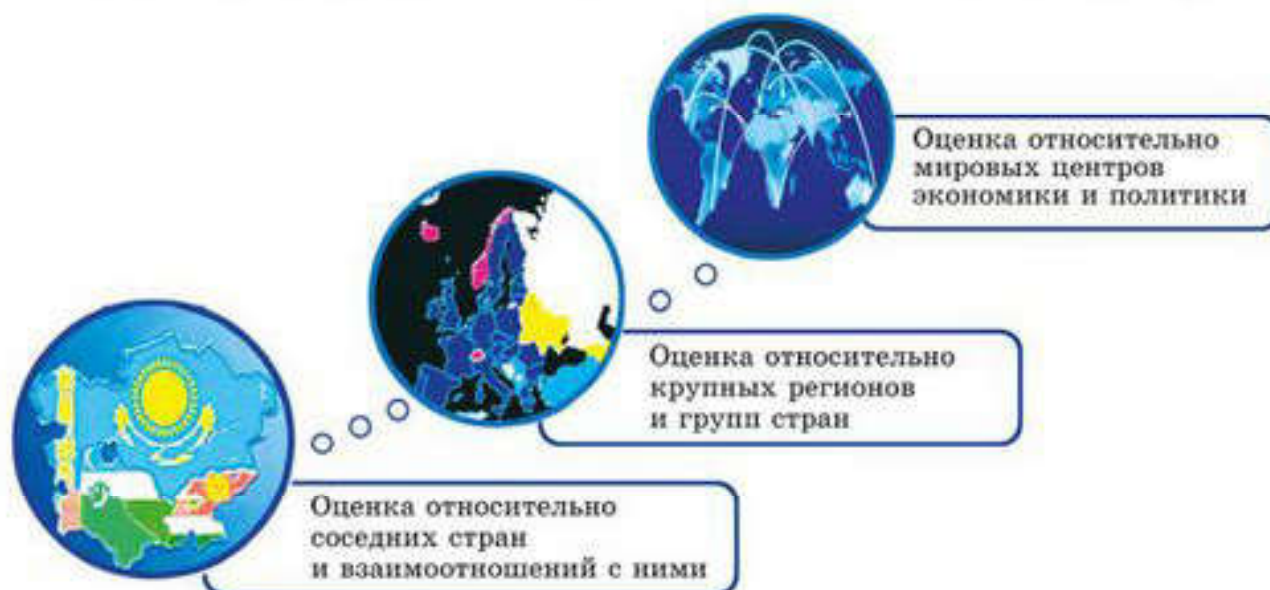 Оценка относительно
мировых центров
экономики и политики
Оценка относительно
крупных регионов
и групп стран
Оценка относительно
соседних стран
и взаимоотношений с ними